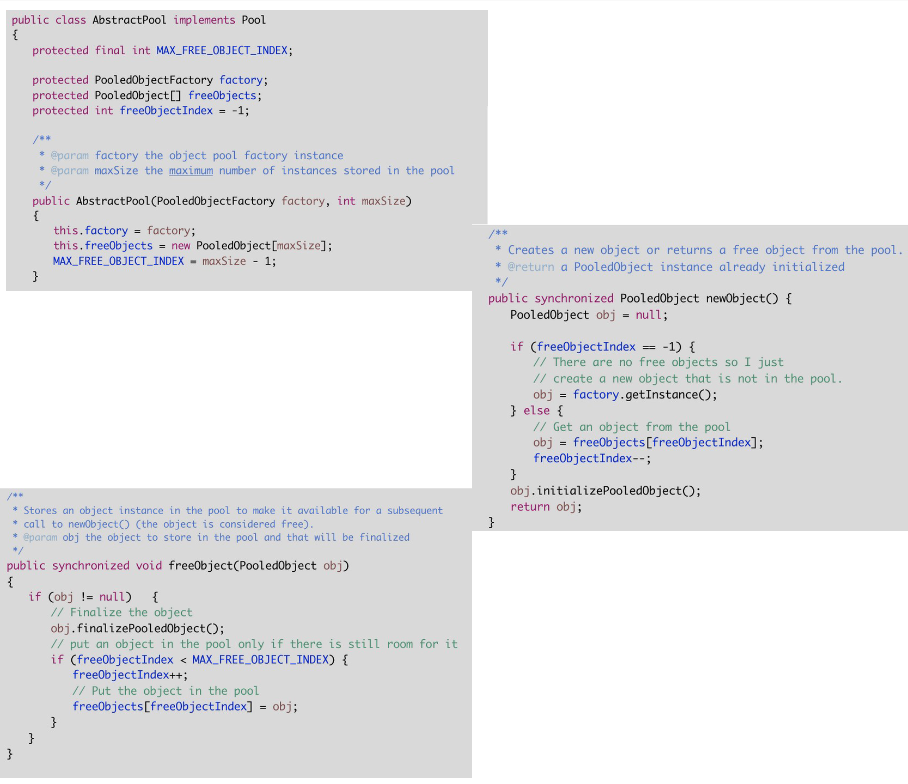 public class AbstractPool implements Pool
{
protected final int MAX_FREE_OBJECT_INDEX;
protected PooledObjectFactory factory;
protected PooledObject[] freeObjects;
protected int freeObjectIndex = -1;
/**
* @param factory the object pool factory instance
* @param maxSize the maximum number of instances stored in the pool
*/
public AbstractPool(PooledObjectFactory factory, int maxSize)
{
this.factory = factory;
this.freeObjects = new PooledObject[maxSize];
MAX_FREE_OBJECT_INDEX = maxSize - 1;
}
/**
* Creates a new object or returns a free object from the pool.
* @return a PooledObject instance already initialized
*/
public synchronized PooledObject newObject() {
PooledObject obj = null;
if (freeObjectIndex == -1) {
// There are no free objects so I just
// create a new object that is not in the pool.
obj = factory.getInstance();
} else {
// Get an object from the pool
obj = freeObjects[freeObjectIndex];
freeObjectIndex--;
}
obj.initializePooledObject();
return obj;
}
/**
* Stores an object instance in the pool to make it available for a subsequent
* call to newObject() (the object is considered free).
* @param obj the object to store in the pool and that will be finalized
*/
public synchronized void freeObject(PooledObject obj)
{
if (obj != null) {
// Finalize the object
obj.finalizePooledObject();
// put an object in the pool only if there is still room for it
if (freeObjectIndex < MAX_FREE_OBJECT_INDEX) {
freeObjectIndex++;
// Put the object in the pool
freeObjects[freeObjectIndex] = obj;
}
}
}